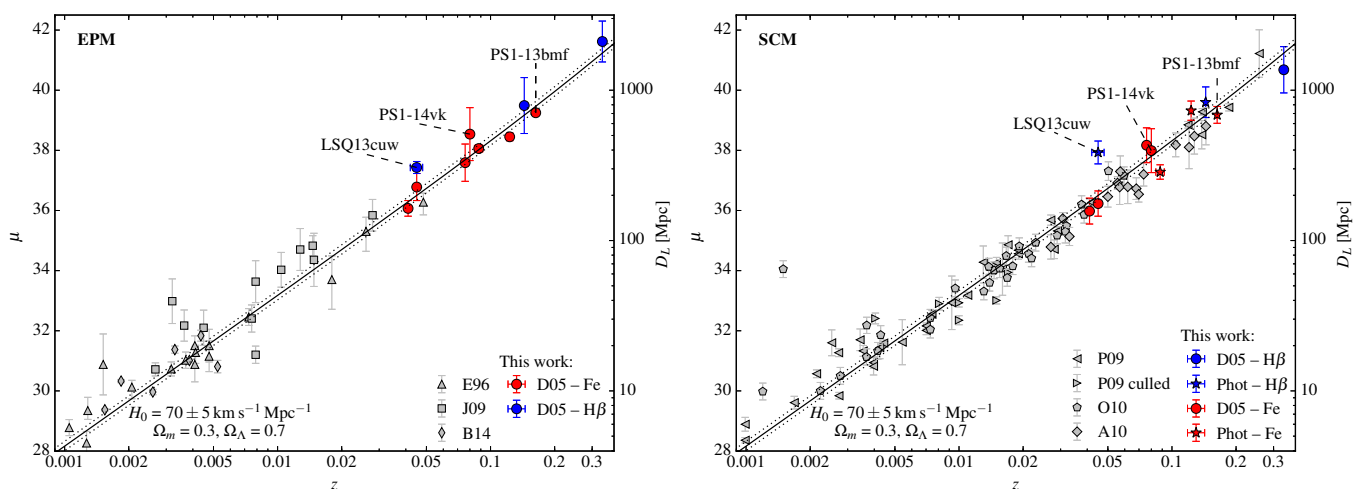 EPM
42
40
38
36
34
32
30
28
μ
PS1-13bmf
PS1-14vk
LSQ13cuw
1000
100
10
D_L [Mpc]
This work:
E96
J09
B14
D05 – Fe
D05 – Hβ
H₀ = 70 ± 5 km s⁻¹ Mpc⁻¹
Ωₘ = 0.3, Ω_Λ = 0.7
0.001 0.002 0.005 0.01 0.02 0.05 0.1 0.2 0.3
z
SCM
42
40
38
36
34
32
30
28
μ
PS1-13bmf
PS1-14vk
LSQ13cuw
1000
100
10
D_L [Mpc]
This work:
P09
P09 culled
O10
A10
D05 – Hβ
Phot – Hβ
D05 – Fe
Phot – Fe
H₀ = 70 ± 5 km s⁻¹ Mpc⁻¹
Ωₘ = 0.3, Ω_Λ = 0.7
0.001 0.002 0.005 0.01 0.02 0.05 0.1 0.2 0.3
z